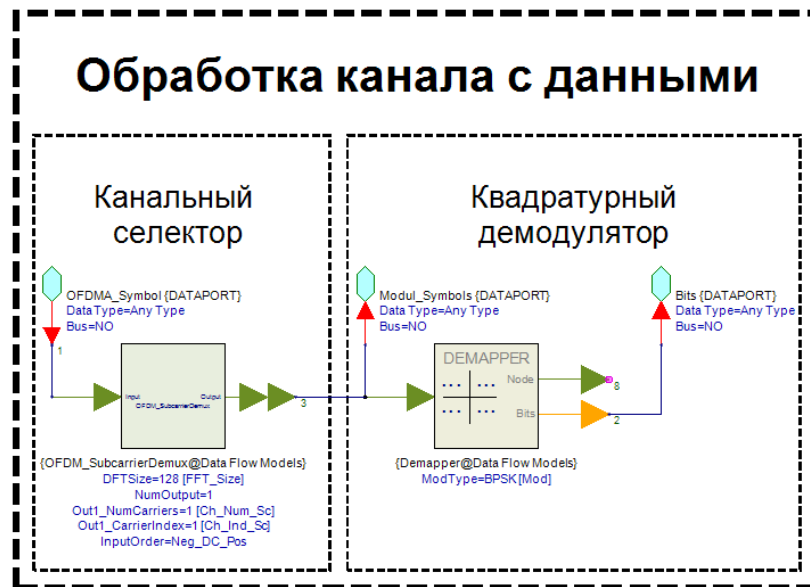 Обработка канала с данными
Канальный
селектор
Квадратурный
демодулятор
OFDMA_Symbol {DATAPORT}
Data Type=Any Type
Bus=NO
Modul_Symbols {DATAPORT}
Data Type=Any Type
Bus=NO
Bits {DATAPORT}
Data Type=Any Type
Bus=NO
1
Input
Output
OFDM_SubcarrierDemux
3
DEMAPPER
Node
8
Bits
2
{OFDM_SubcarrierDemux@Data Flow Models}
DFTSize=128 [FFT_Size]
NumOutput=1
Out1_NumCarriers=1 [Ch_Num_Sc]
Out1_CarrierIndex=1 [Ch_Ind_Sc]
InputOrder=Neg_DC_Pos
{Demapper@Data Flow Models}
ModType=BPSK [Mod]